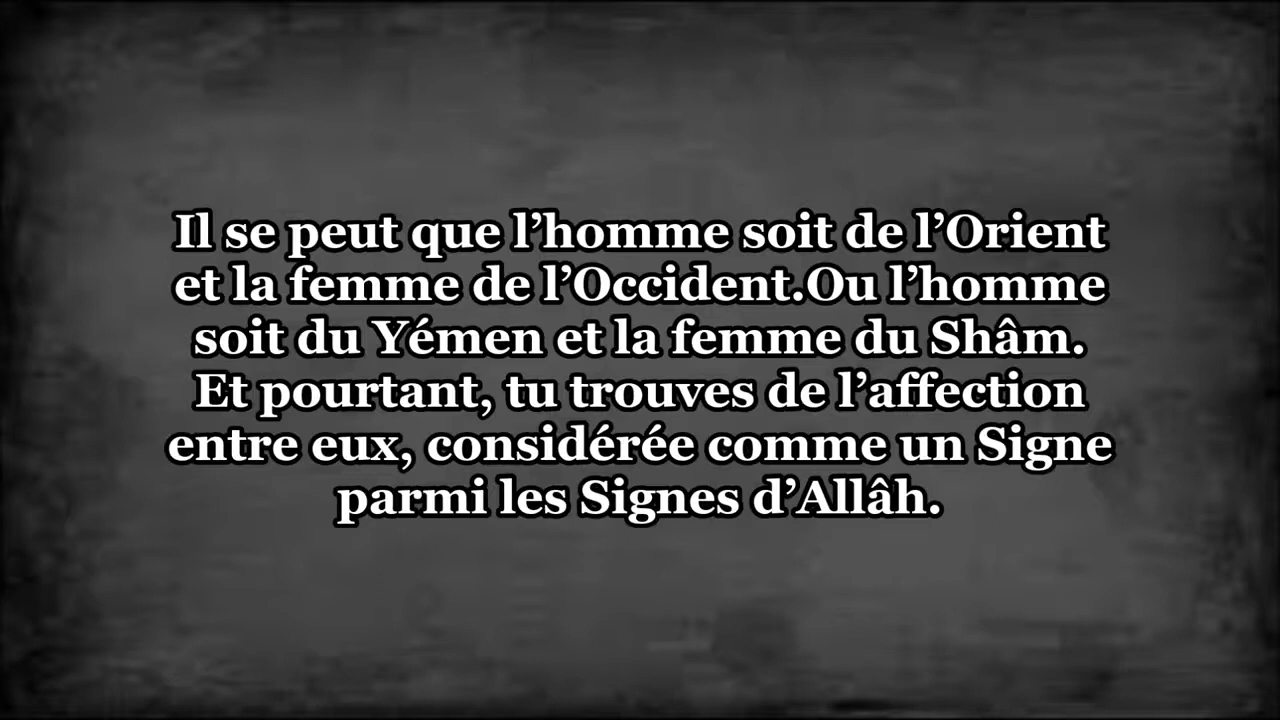 Il se peut que l’homme soit de l’Orient
et la femme de l’Occident.Ou l’homme
soit du Yémen et la femme du Shâm.
Et pourtant, tu trouves de l’affection
entre eux, considérée comme un Signe
parmi les Signes d’Allâh.